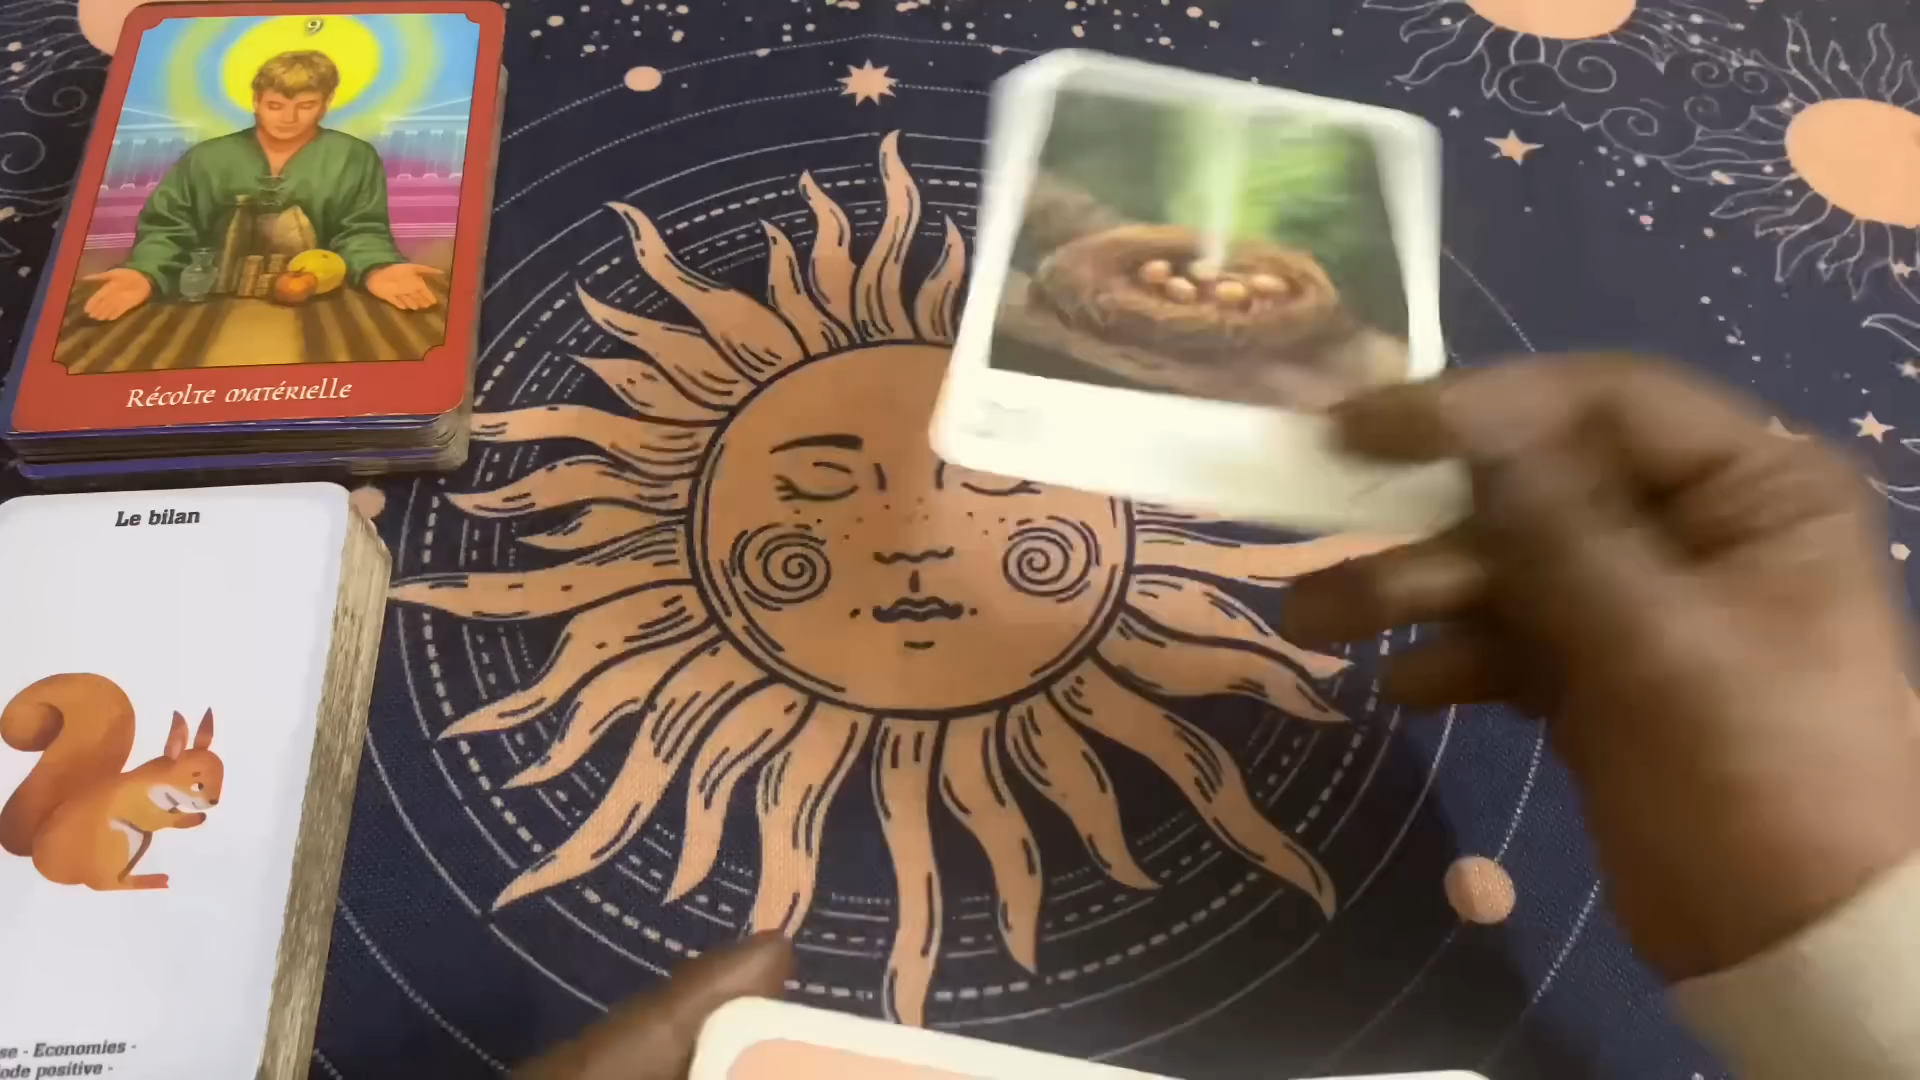 9
Récolte matérielle
Le bilan
se - Economies -
ode positive -